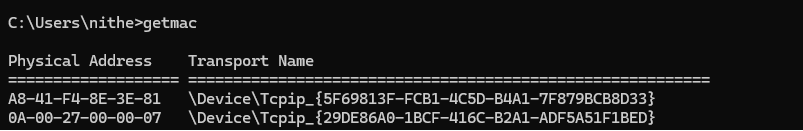 C:\Users\nithe>getmac
Physical Address    Transport Name
=================== ==========================================================
A8-41-F4-8E-3E-81   \Device\Tcpip_{5F69813F-FCB1-4C5D-B4A1-7F879BCB8D33}
0A-00-27-00-00-07   \Device\Tcpip_{29DE86A0-1BCF-416C-B2A1-ADF5A51F1BED}